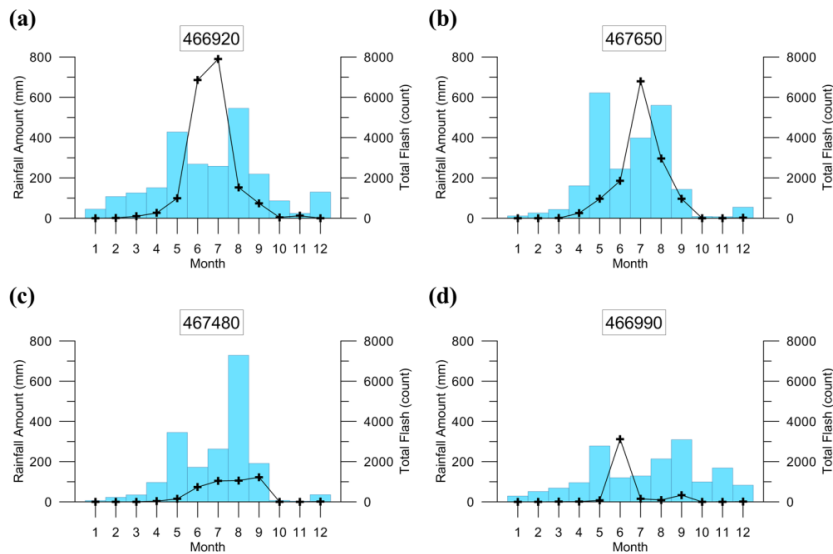 (a)
466920
800
600
400
200
0
Rainfall Amount (mm)
8000
6000
4000
2000
0
Total Flash (count)
1 2 3 4 5 6 7 8 9 10 11 12
Month
(b)
467650
800
600
400
200
0
Rainfall Amount (mm)
8000
6000
4000
2000
0
Total Flash (count)
1 2 3 4 5 6 7 8 9 10 11 12
Month
(c)
467480
800
600
400
200
0
Rainfall Amount (mm)
8000
6000
4000
2000
0
Total Flash (count)
1 2 3 4 5 6 7 8 9 10 11 12
Month
(d)
466990
800
600
400
200
0
Rainfall Amount (mm)
8000
6000
4000
2000
0
Total Flash (count)
1 2 3 4 5 6 7 8 9 10 11 12
Month